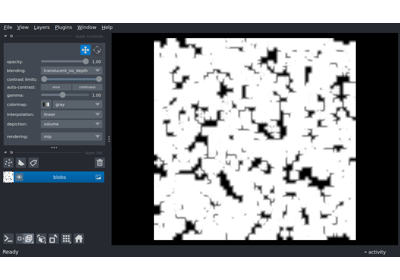 File View Layers Plugins Window Help
opacity: 1.00
blending: translucent_no_depth
contrast limits:
auto-contrast: once continuous
gamma: 1.00
colormap: gray
interpolation: linear
depiction: volume
rendering: mip
blobs
Ready
activity